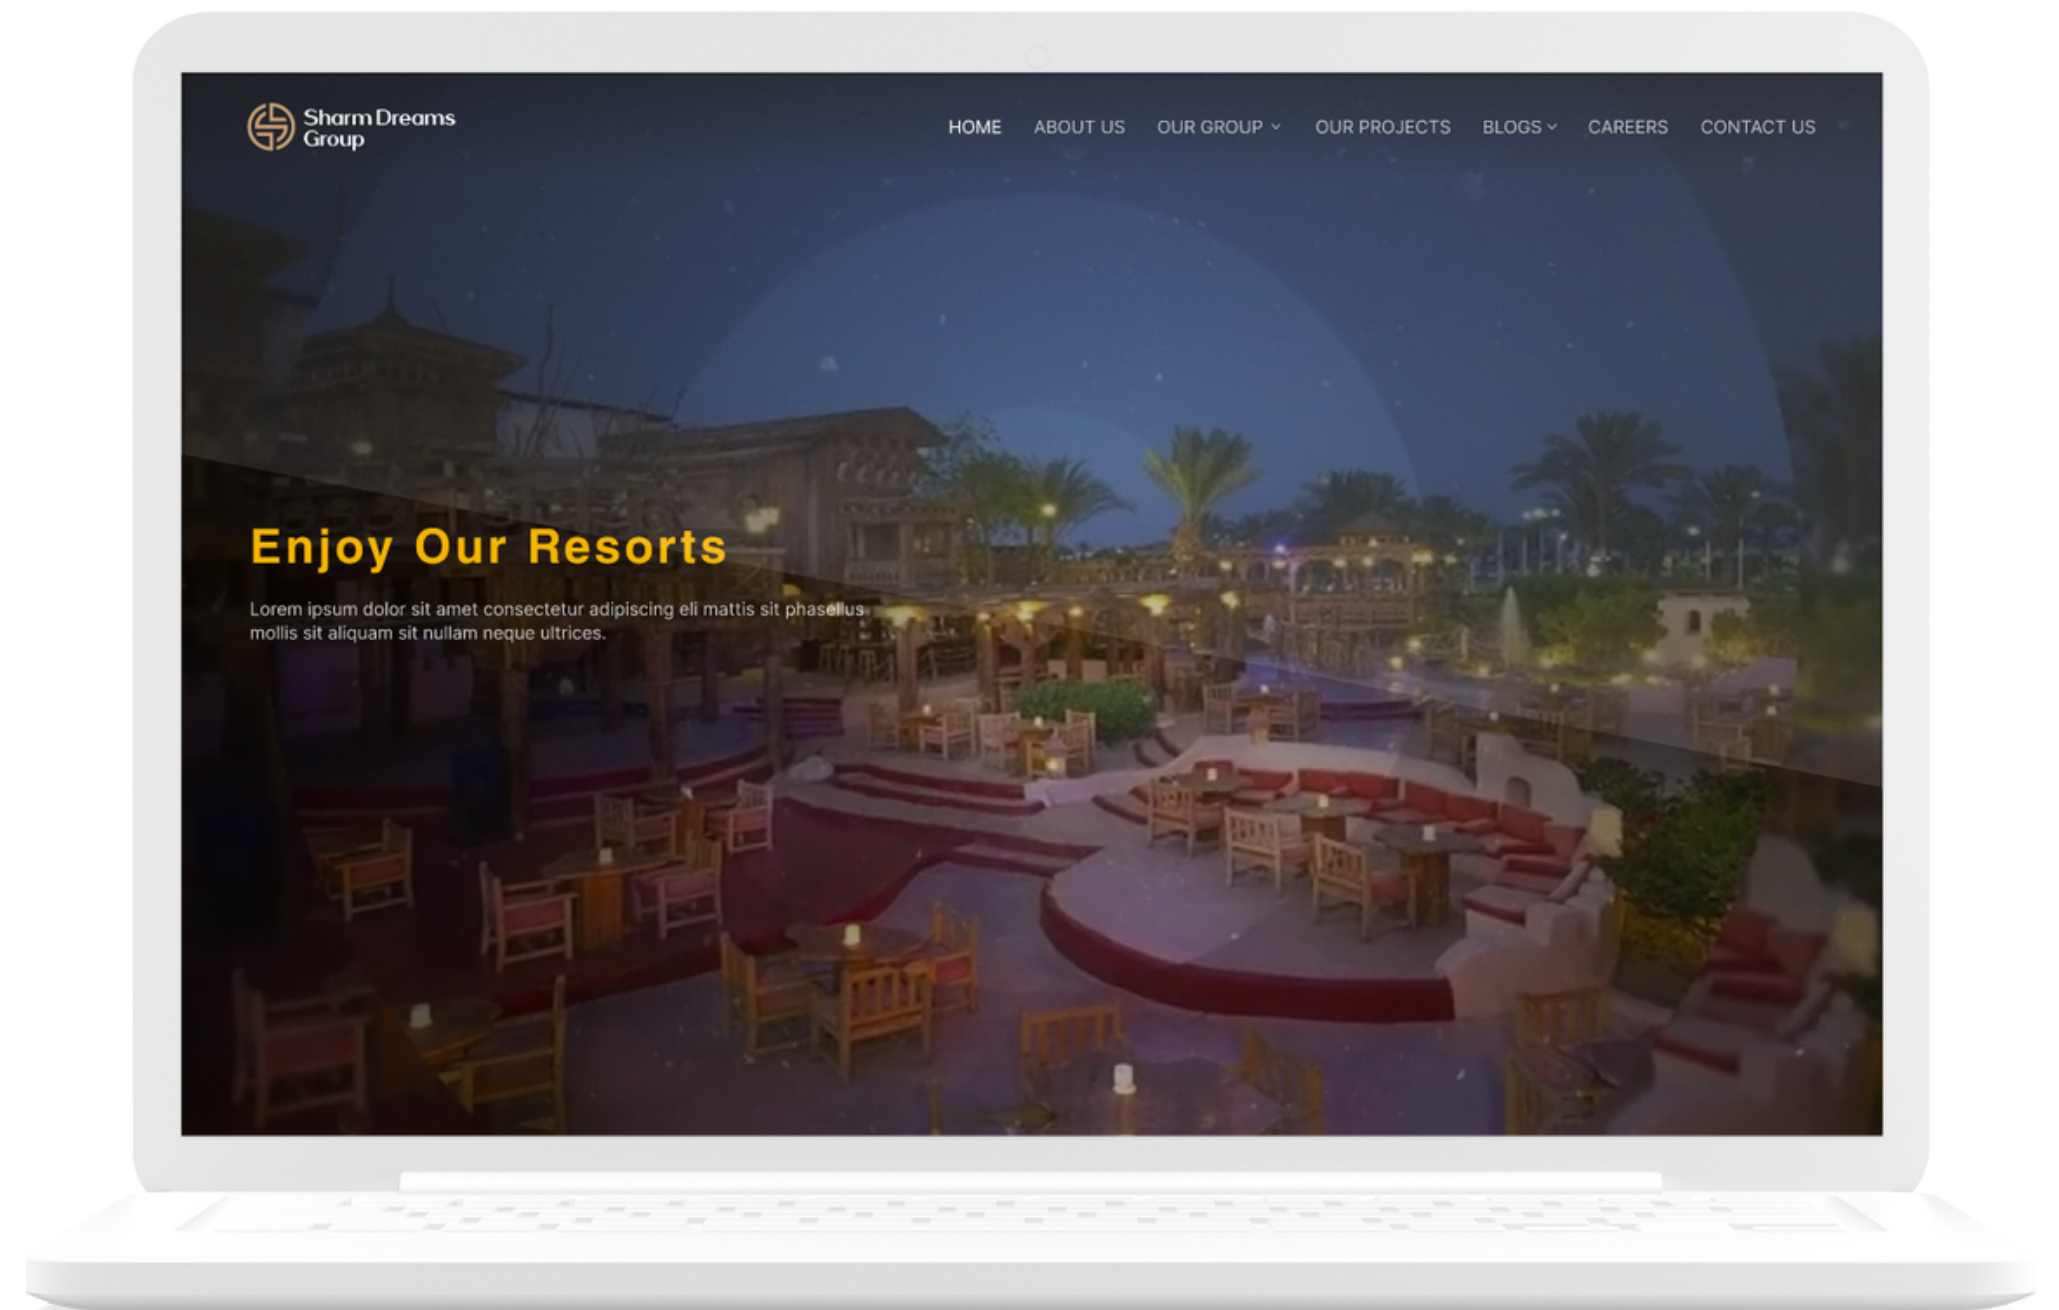 Sharm Dreams
Group
HOME ABOUT US OUR GROUP OUR PROJECTS BLOGS CAREERS CONTACT US
Enjoy Our Resorts
Lorem ipsum dolor sit amet consectetur adipiscing eli mattis sit phasellus
mollis sit aliquam sit nullam neque ultrices.